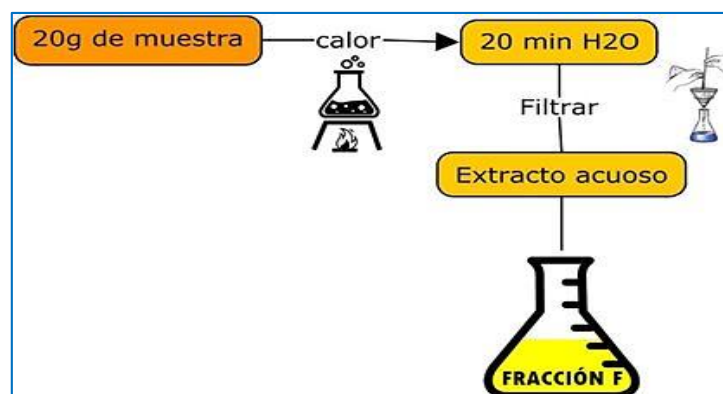 20g de muestra
calor
20 min H2O
Filtrar
Extracto acuoso
FRACCIÓN F